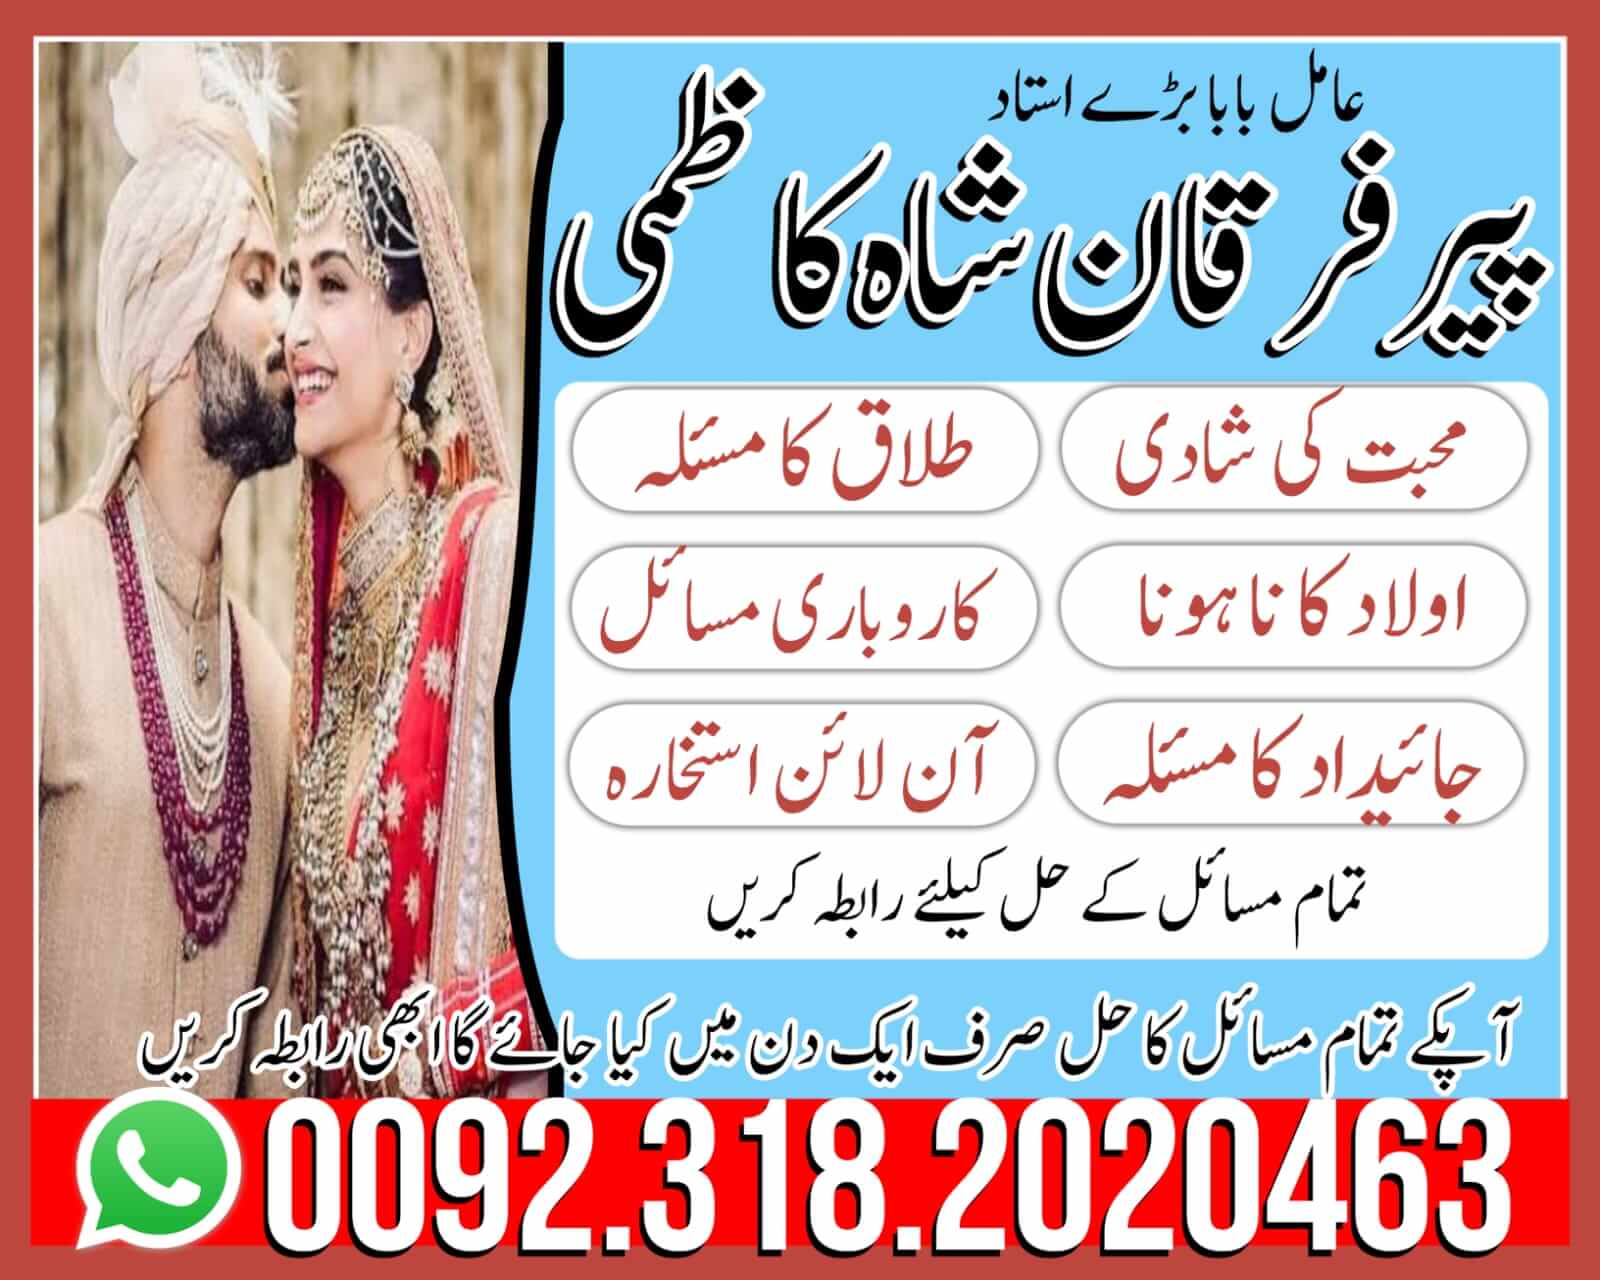 عامل بابا بڑے استاد
پیر فرقان شاہ کاظمی
محبت کی شادی
طلاق کا مسئلہ
اولاد کا نا ہونا
کاروباری مسائل
جائیداد کا مسئلہ
آن لائن استخارہ
تمام مسائل کے حل کیلئے رابطہ کریں
آپکے تمام مسائل کا حل صرف ایک دن میں کیا جائے گا ابھی رابطہ کریں
0092.318.2020463